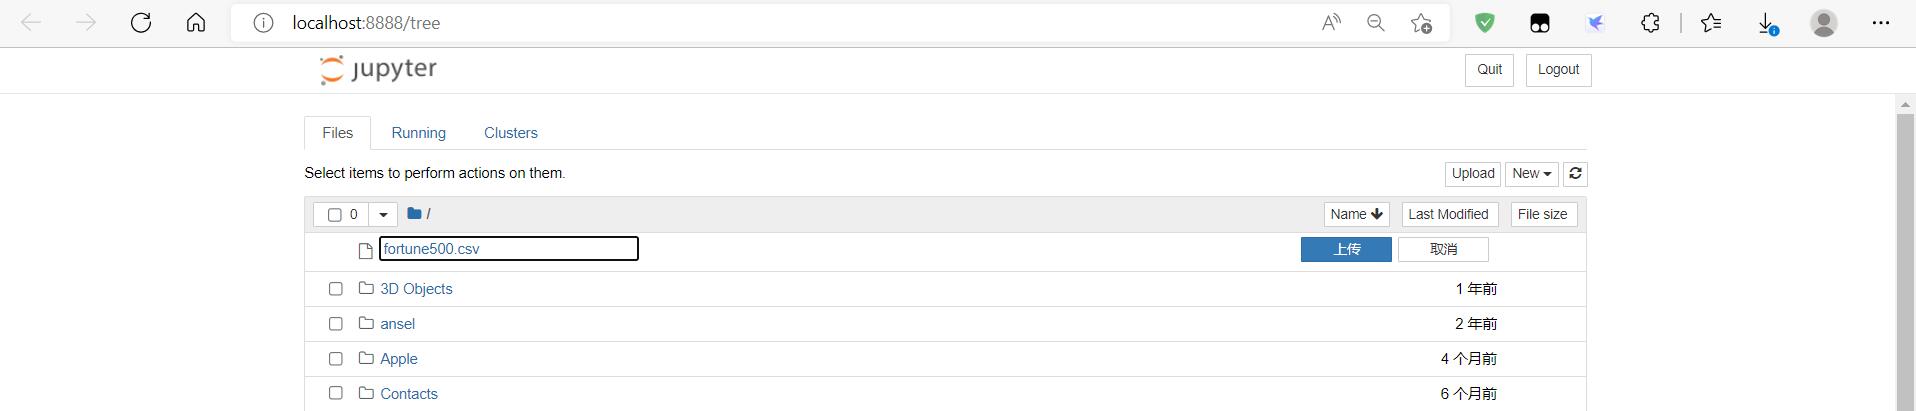 localhost:8888/tree
jupyter
Quit
Logout
Files
Running
Clusters
Select items to perform actions on them.
Upload
New
0
/
Name
Last Modified
File size
fortune500.csv
上传
取消
3D Objects
1 年前
ansel
2 年前
Apple
4 个月前
Contacts
6 个月前